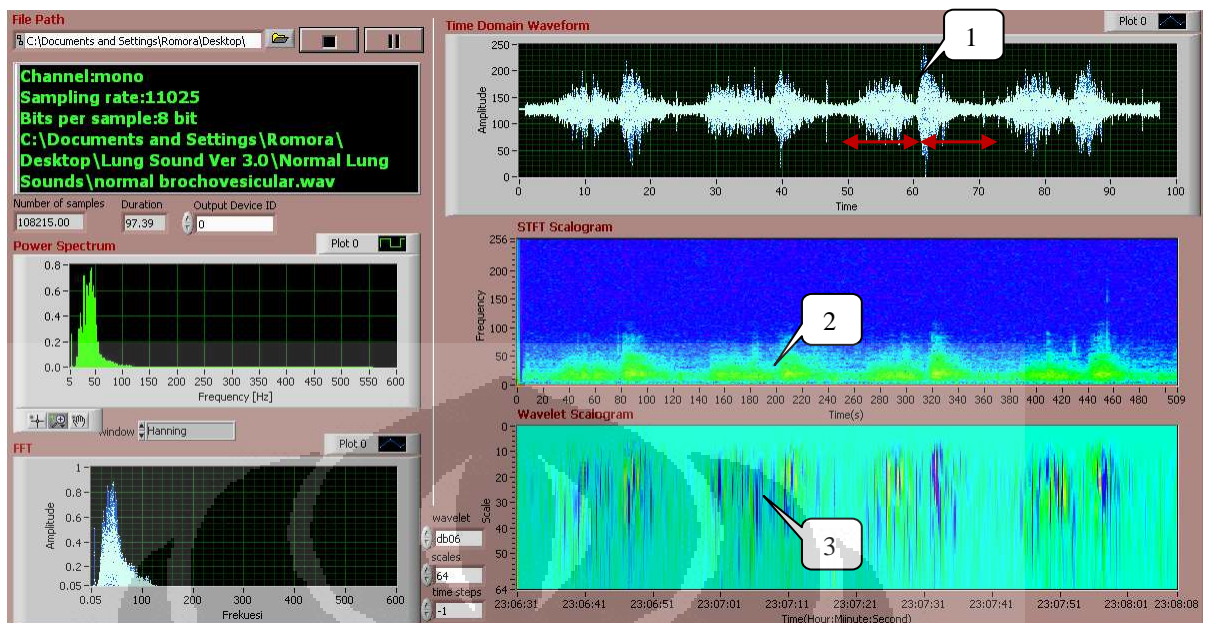 File Path
C:\Documents and Settings\Romora\Desktop\
Channel:mono
Sampling rate:11025
Bits per sample:8 bit
C:\Documents and Settings\Romora\
Desktop\Lung Sound Ver 3.0\Normal Lung
Sounds\normal brochovesicular.wav
Number of samples Duration Output Device ID
108215.00 97.39 0
Power Spectrum Plot 0
0.8
0.6
0.4
0.2
0.0
5 50 100 150 200 250 300 350 400 450 500 550 600
Frequency [Hz]
window Hanning
FFT Plot 0
Amplitude
1
0.8
0.6
0.4
0.2
0.05
0.05 100 200 300 400 500 600
Frekuesi
Time Domain Waveform Plot 0
1
Amplitude
250
200
150
100
50
0
0 10 20 30 40 50 60 70 80 90 100
Time
STFT Scalogram
Frequency
256
200
150
100
50
0
2
0 20 40 60 80 100 120 140 160 180 200 220 240 260 280 300 320 340 360 380 400 420 440 460 480 509
Time(s)
Wavelet Scalogram
Scale
0
10
20
30
40
50
64
3
wavelet
db06
scales
64
time steps
-1
23:06:31 23:06:41 23:06:51 23:07:01 23:07:11 23:07:21 23:07:31 23:07:41 23:07:51 23:08:01 23:08:08
Time(Hour:Miinute:Second)